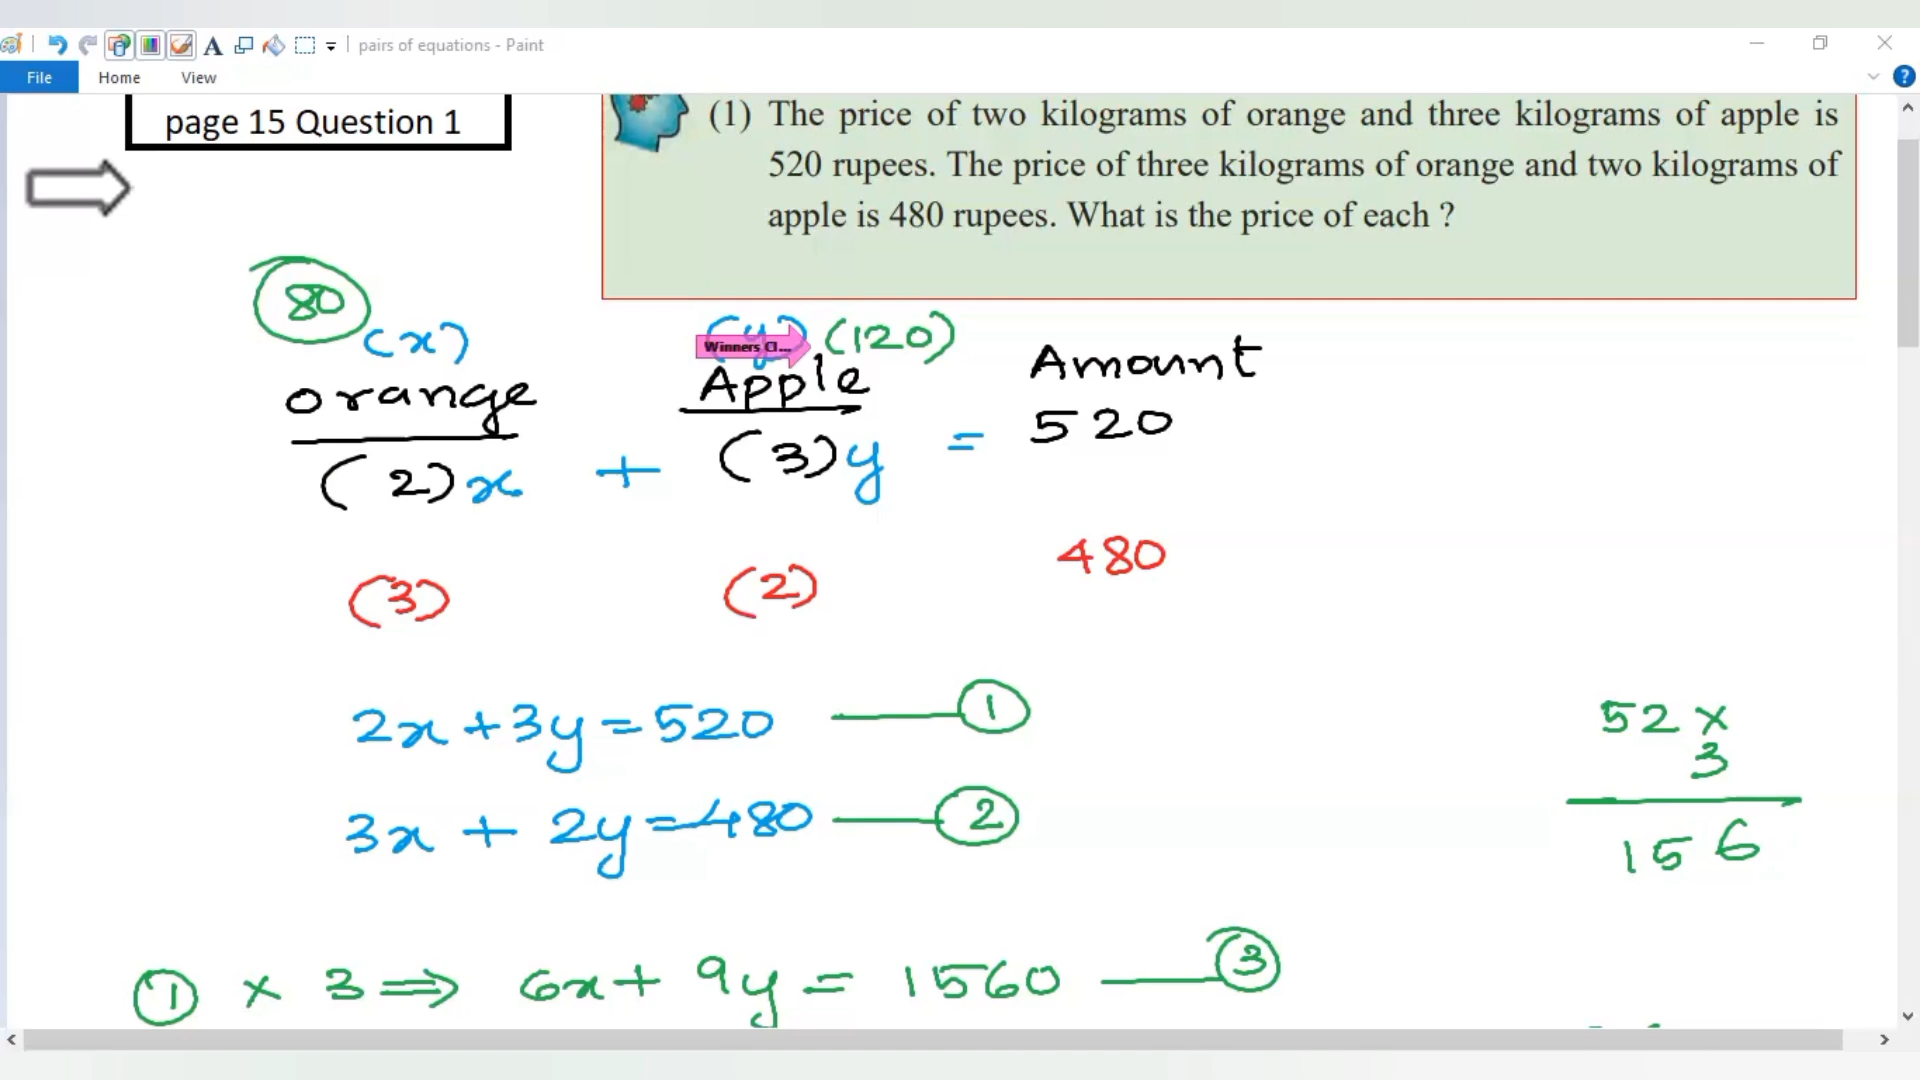 pairs of equations - Paint
File Home View
page 15 Question 1
(1) The price of two kilograms of orange and three kilograms of apple is
520 rupees. The price of three kilograms of orange and two kilograms of
apple is 480 rupees. What is the price of each ?
80
(x) (y) (120)
Winners Cl...
orange Apple Amount
520
(2)x + (3)y =
(3) (2) 480
2x+3y=520 —— 1
3x + 2y=480 —— 2
52 x
3
156
1 x 3 ⇒ 6x+ 9y = 1560 —— 3